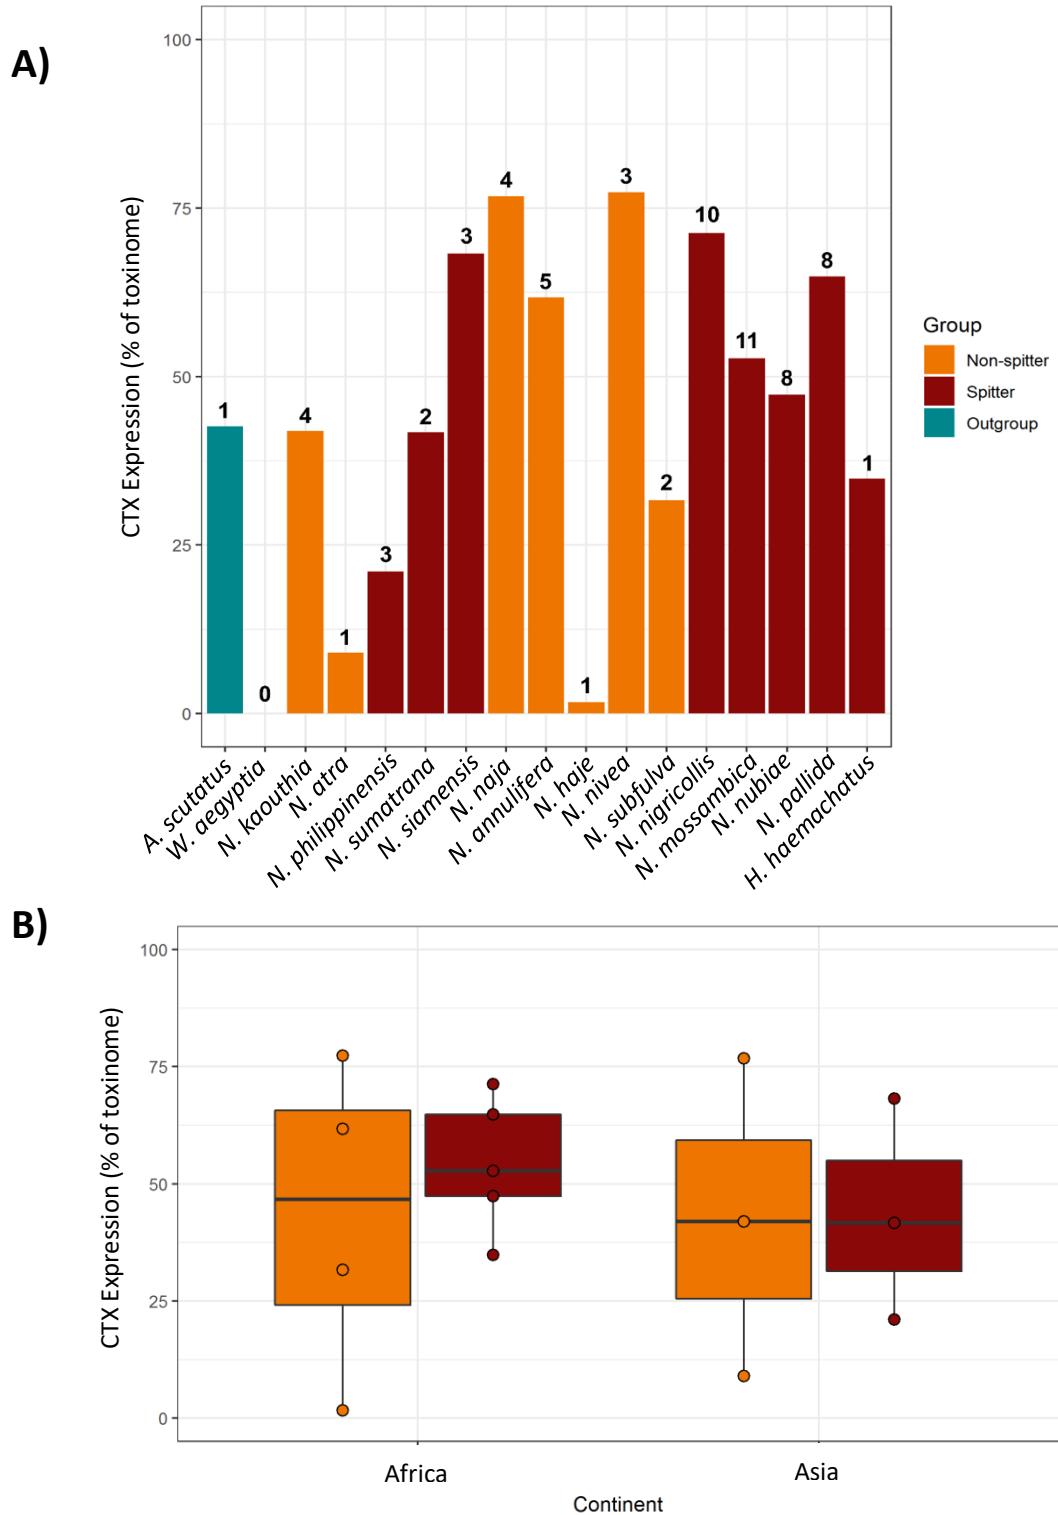 A)
CTX Expression (% of toxinome)
100
75
50
25
0
1
0
4
1
3
2
3
4
5
1
3
2
10
11
8
8
1
A. scutatus
W. aegyptia
N. kaouthia
N. atra
N. philippinensis
N. sumatrana
N. siamensis
N. naja
N. annulifera
N. haje
N. nivea
N. subfulva
N. nigricollis
N. mossambica
N. nubiae
N. pallida
H. haemachatus
Group
Non-spitter
Spitter
Outgroup
B)
CTX Expression (% of toxinome)
100
75
50
25
0
Africa
Asia
Continent